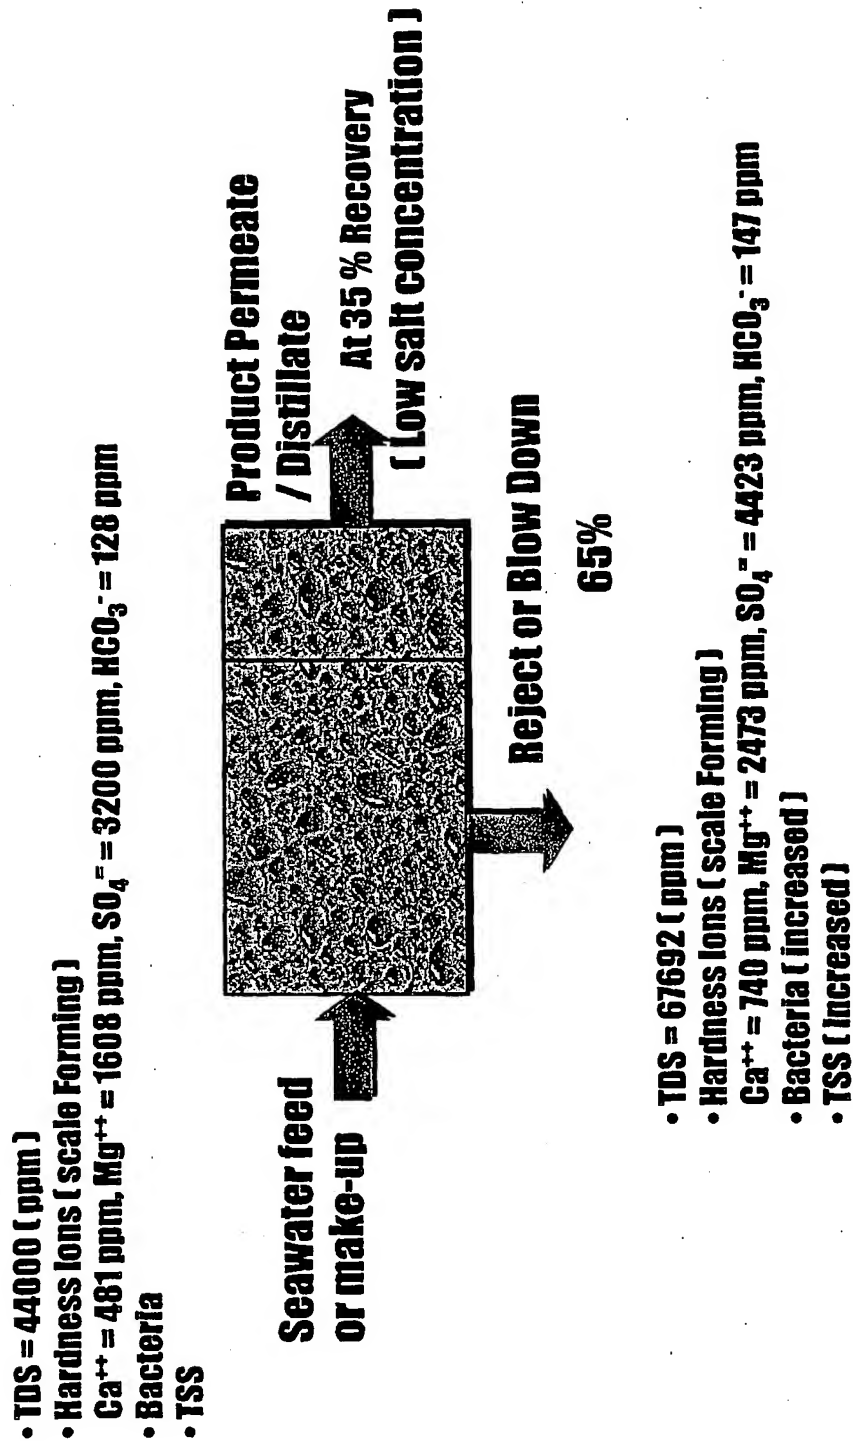 • TDS = 44000 ( ppm )
• Hardness Ions ( scale Forming )
Ca⁺⁺ = 481 ppm, Mg⁺⁺ = 1608 ppm, SO₄⁼ = 3200 ppm, HCO₃⁻ = 128 ppm
• Bacteria
• TSS
Seawater feed
or make-up
Product Permeate
/ Distillate
At 35 % Recovery
( Low salt concentration )
Reject or Blow Down
65%
• TDS = 67692 ( ppm )
• Hardness Ions ( scale Forming )
Ca⁺⁺ = 740 ppm, Mg⁺⁺ = 2473 ppm, SO₄⁼ = 4423 ppm, HCO₃⁻ = 147 ppm
• Bacteria ( increased )
• TSS ( Increased )